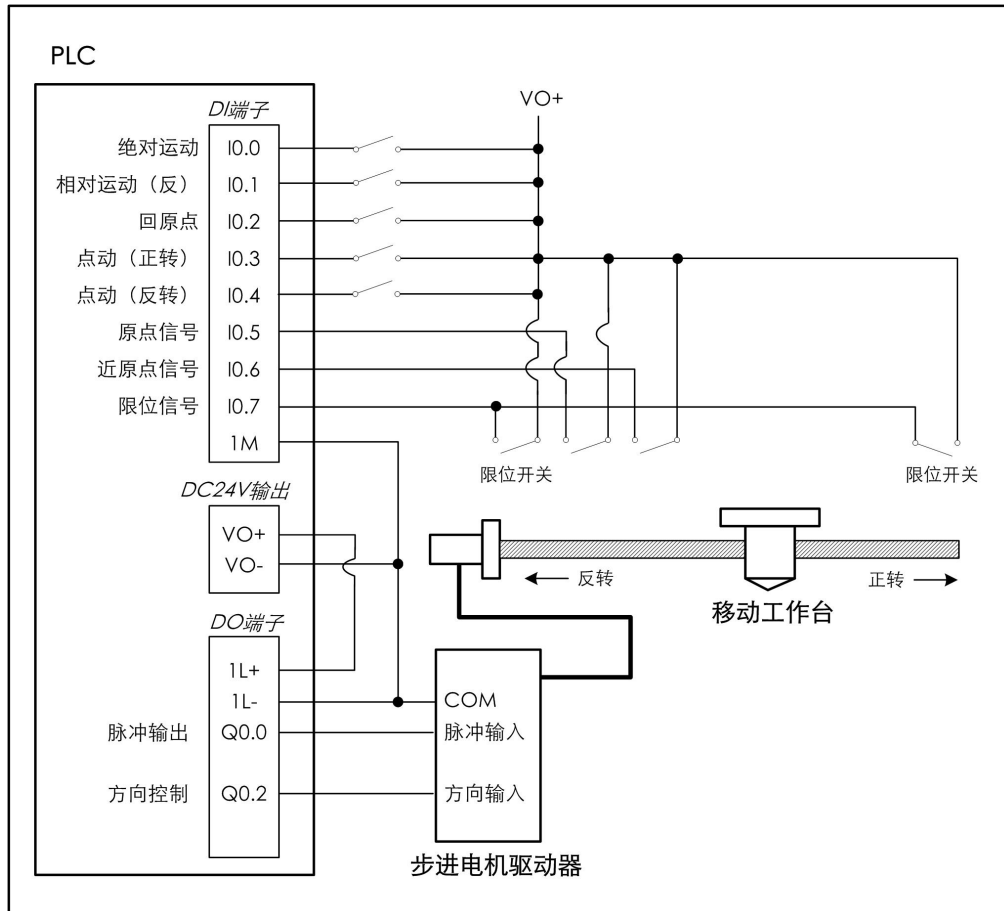 PLC
DI端子
VO+
绝对运动 I0.0
相对运动（反） I0.1
回原点 I0.2
点动（正转） I0.3
点动（反转） I0.4
原点信号 I0.5
近原点信号 I0.6
限位信号 I0.7
1M
限位开关 限位开关
DC24V输出
VO+
VO-
反转 正转
移动工作台
DO端子
1L+
1L- COM
脉冲输出 Q0.0 脉冲输入
方向控制 Q0.2 方向输入
步进电机驱动器